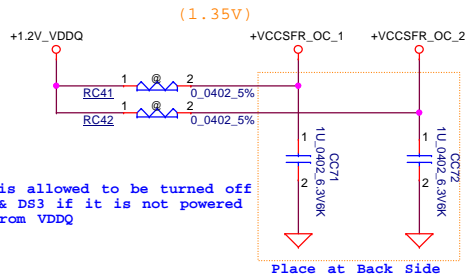 (1.35V)
+1.2V_VDDQ
+VCCSFR_OC_1
+VCCSFR_OC_2
1
@
2
RC41
0_0402_5%
1
@
2
RC42
0_0402_5%
1
2
CC71
1U_0402_6.3V6K
1
2
CC72
1U_0402_6.3V6K
is allowed to be turned off
& DS3 if it is not powered
rom VDDQ
Place at Back Side